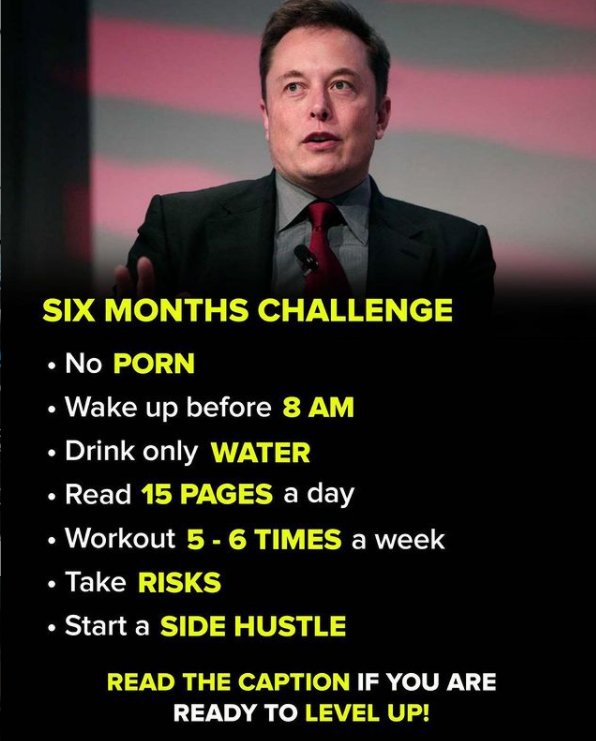 SIX MONTHS CHALLENGE
• No PORN
• Wake up before 8 AM
• Drink only WATER
• Read 15 PAGES a day
• Workout 5 - 6 TIMES a week
• Take RISKS
• Start a SIDE HUSTLE
READ THE CAPTION IF YOU ARE
READY TO LEVEL UP!